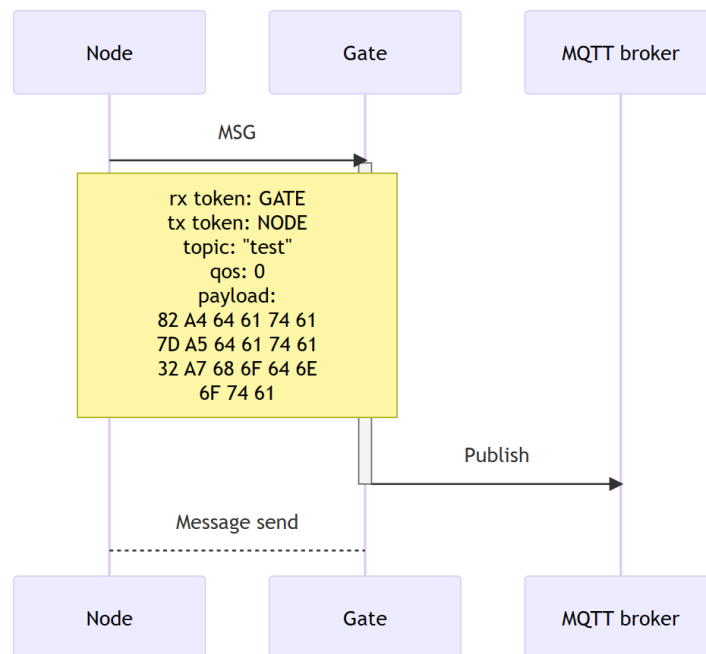 Node
Gate
MQTT broker
MSG
rx token: GATE
tx token: NODE
topic: "test"
qos: 0
payload:
82 A4 64 61 74 61
7D A5 64 61 74 61
32 A7 68 6F 64 6E
6F 74 61
Publish
Message send
Node
Gate
MQTT broker